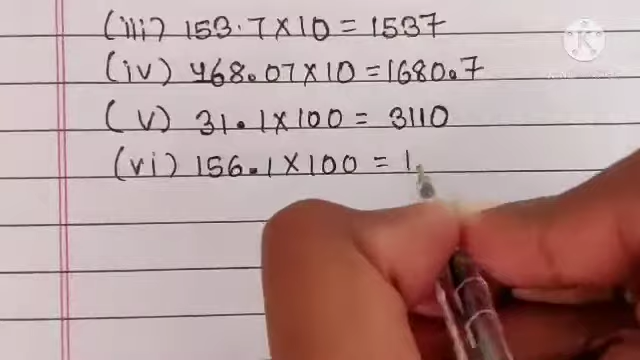 (iii) 153.7×10 = 1537
(iv) 468.07×10 = 1680.7
(v) 31.1×100 = 3110
(vi) 156.1×100 = 1